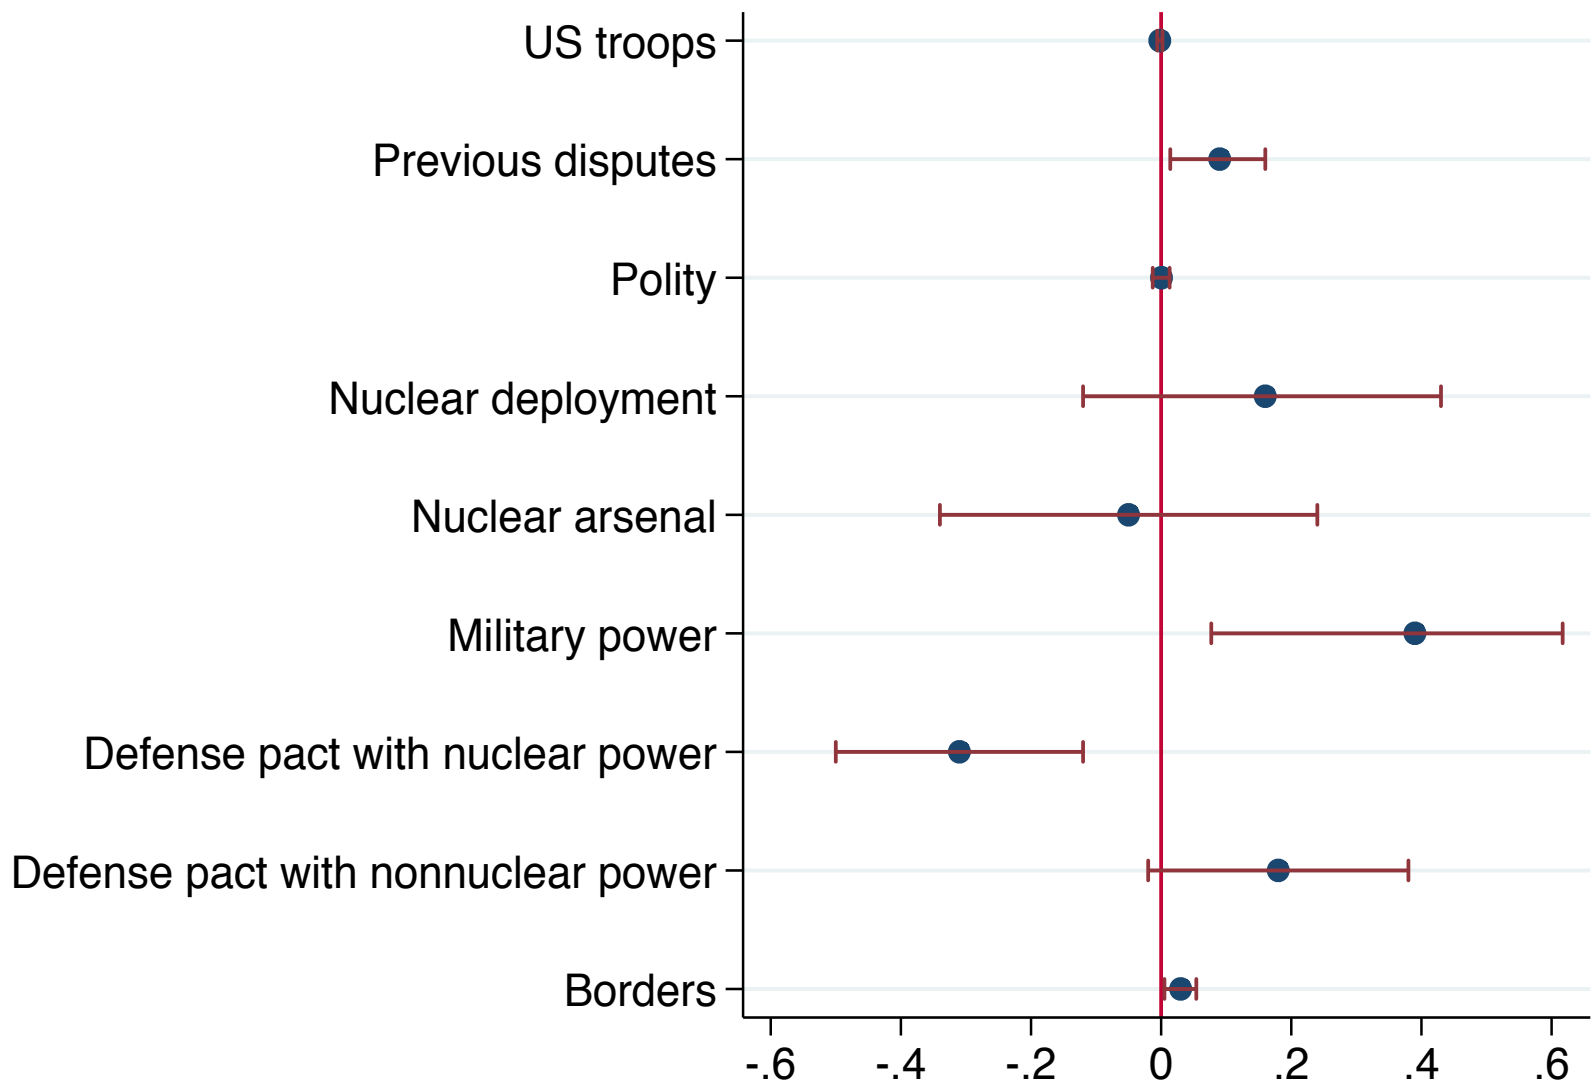 US troops
Previous disputes
Polity
Nuclear deployment
Nuclear arsenal
Military power
Defense pact with nuclear power
Defense pact with nonnuclear power
Borders
-.6 -.4 -.2 0 .2 .4 .6